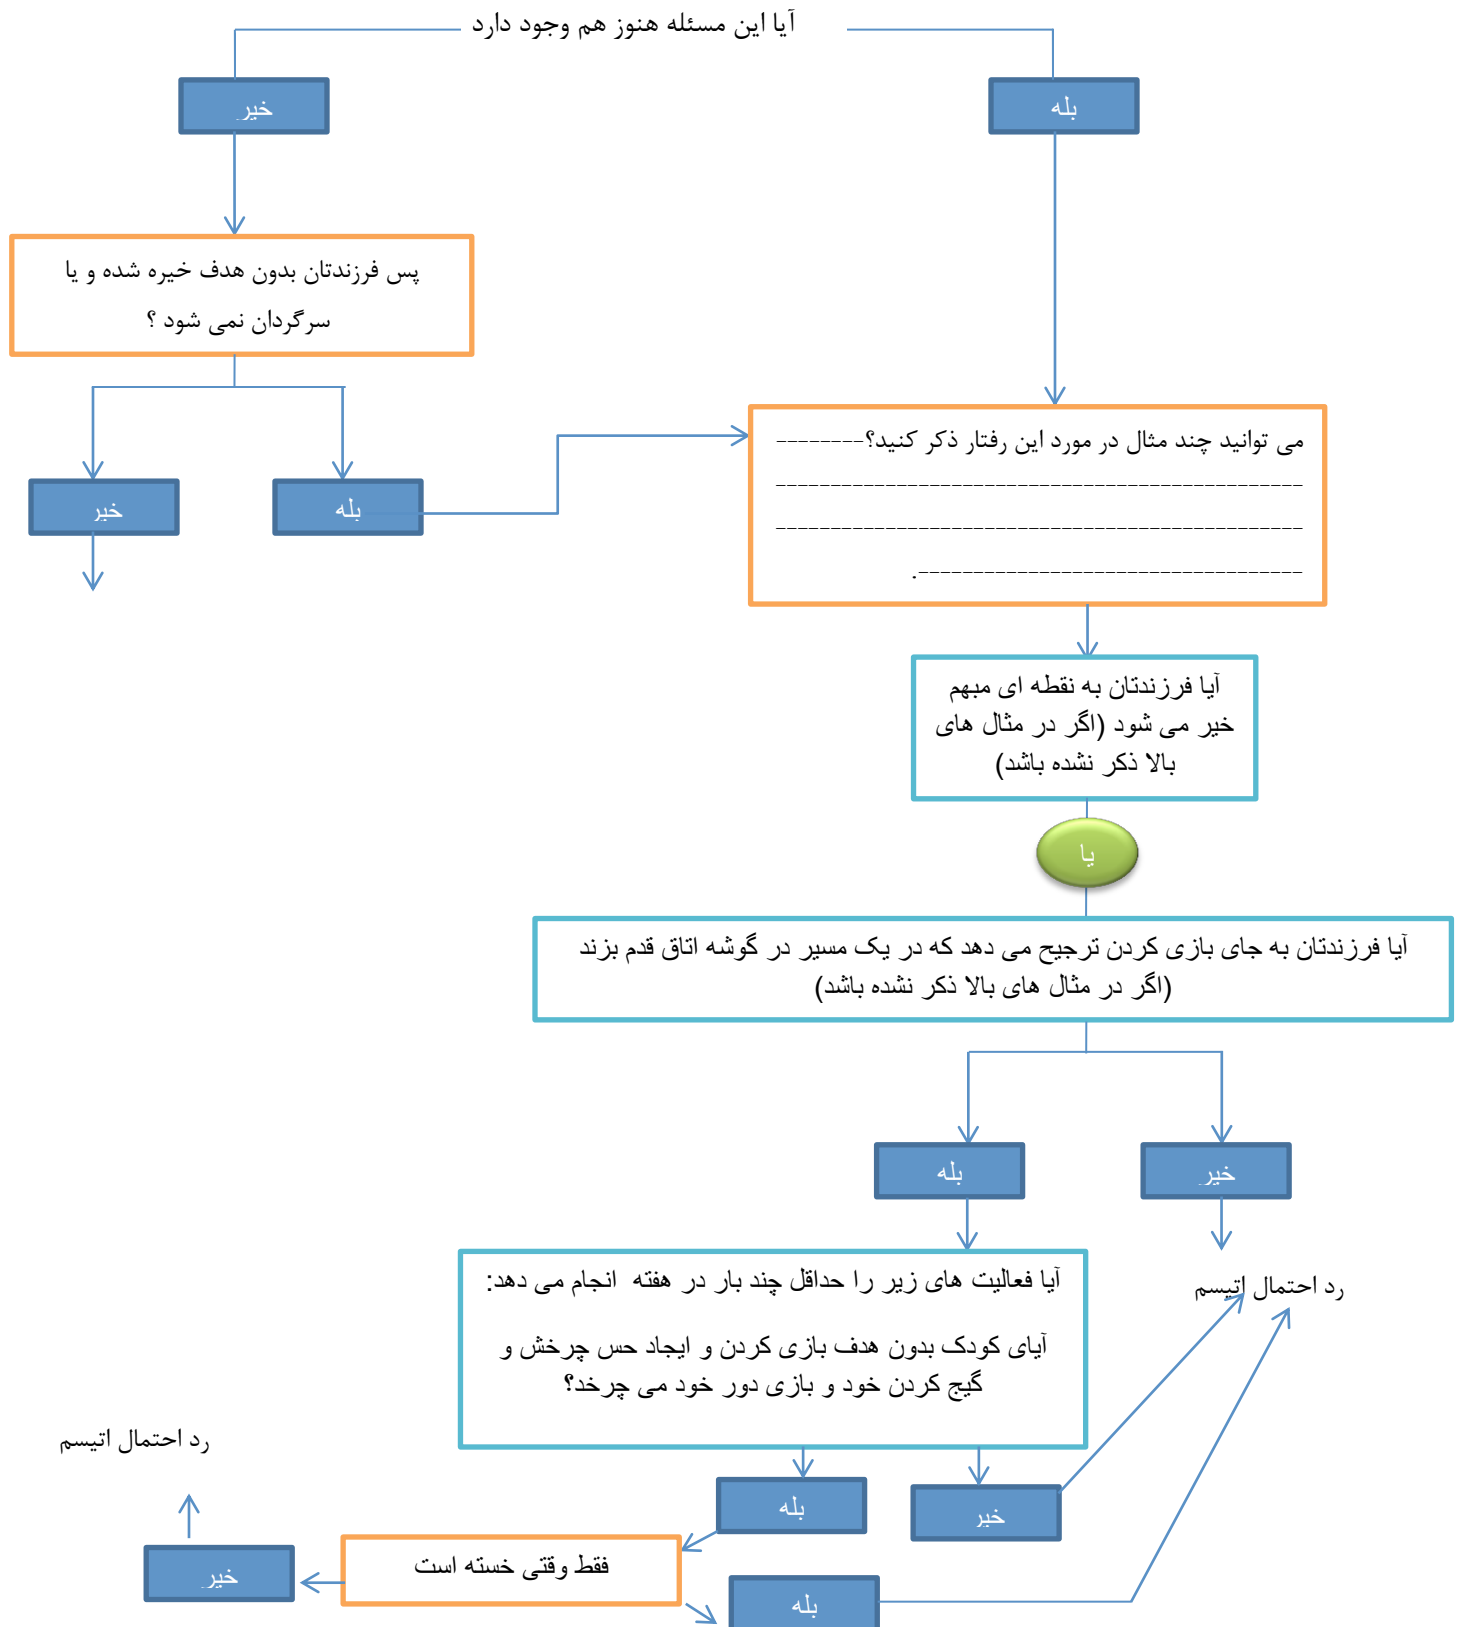 آیا این مسئله هنوز هم وجود دارد
بله
خیر
پس فرزندتان بدون هدف خیره شده و یا
سرگردان نمی شود ؟
بله
خیر
می توانید چند مثال در مورد این رفتار ذکر کنید؟--------
------------------------------------------------
------------------------------------------------
-----------------------------------.
آیا فرزندتان به نقطه ای مبهم
خیر می شود (اگر در مثال های
بالا ذکر نشده باشد)
یا
آیا فرزندتان به جای بازی کردن ترجیح می دهد که در یک مسیر در گوشه اتاق قدم بزند
(اگر در مثال های بالا ذکر نشده باشد)
خیر
بله
رد احتمال اتیسم
آیا فعالیت های زیر را حداقل چند بار در هفته انجام می دهد:
آیای کودک بدون هدف بازی کردن و ایجاد حس چرخش و
گیج کردن خود و بازی دور خود می چرخد؟
رد احتمال اتیسم
خیر
بله
فقط وقتی خسته است
خیر
بله